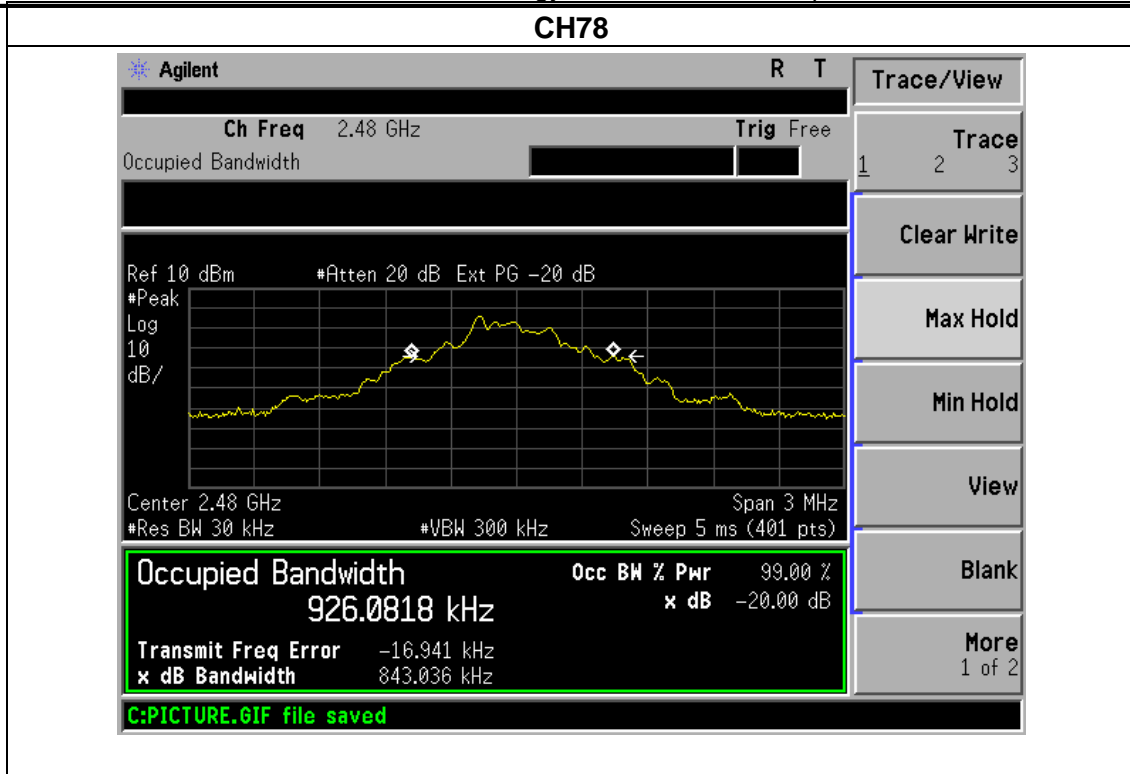 CH78
Agilent R T
Trace/View
Ch Freq 2.48 GHz Trig Free
Occupied Bandwidth
Trace
1 2 3
Clear Write
Ref 10 dBm #Atten 20 dB Ext PG -20 dB
#Peak
Log
10
dB/
Max Hold
Min Hold
View
Center 2.48 GHz Span 3 MHz
#Res BW 30 kHz #VBW 300 kHz Sweep 5 ms (401 pts)
Occupied Bandwidth Occ BW % Pwr 99.00 %
926.0818 kHz x dB -20.00 dB
Blank
Transmit Freq Error -16.941 kHz
x dB Bandwidth 843.036 kHz
More
1 of 2
C:PICTURE.GIF file saved